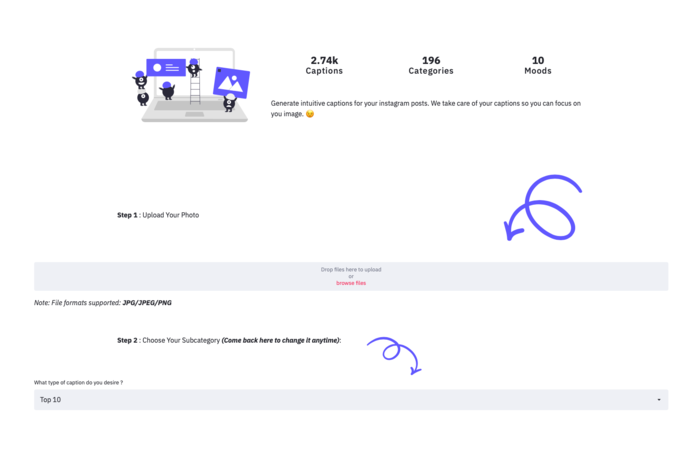 2.74k
Captions
196
Categories
10
Moods
Generate intuitive captions for your instagram posts. We take care of your captions so you can focus on
you image. 😉
Step 1 : Upload Your Photo
Drop files here to upload
or
browse files
Note: File formats supported: JPG/JPEG/PNG
Step 2 : Choose Your Subcategory (Come back here to change it anytime):
What type of caption do you desire ?
Top 10